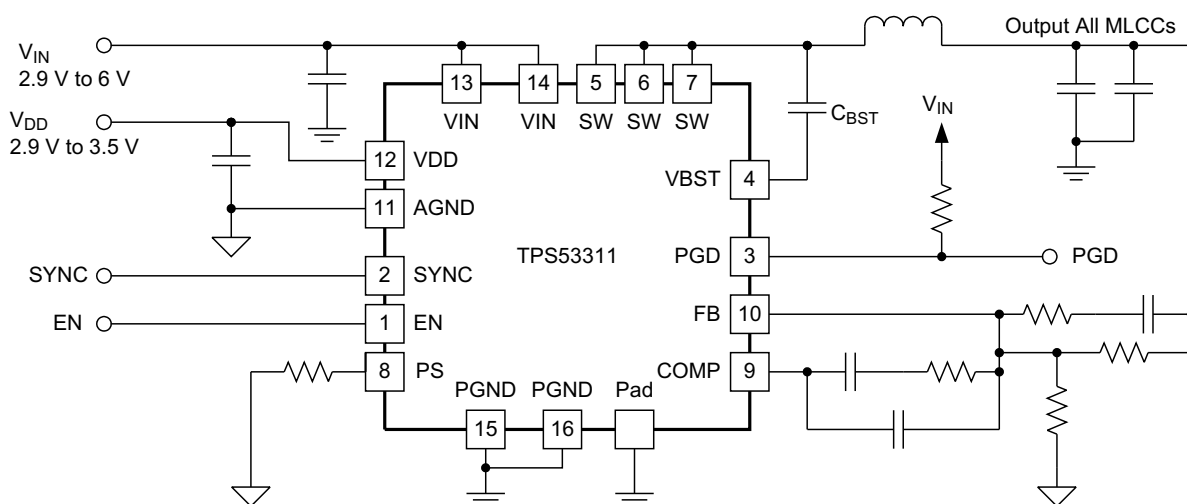 Output All MLCCs
V_IN
2.9 V to 6 V
13
14
5
6
7
VIN
VIN
SW
SW
SW
C_BST
V_IN
V_DD
2.9 V to 3.5 V
12
VDD
VBST
4
11
AGND
TPS53311
PGD
3
PGD
SYNC
2
SYNC
FB
10
EN
1
EN
8
PS
COMP
9
PGND
PGND
Pad
15
16